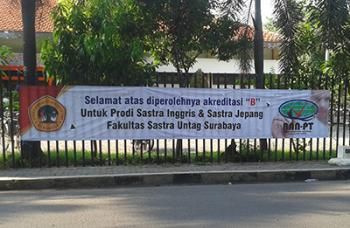 Selamat atas diperolehnya akreditasi "B"
Untuk Prodi Sastra Inggris & Sastra Jepang
Fakultas Sastra Untag Surabaya
BAN-PT